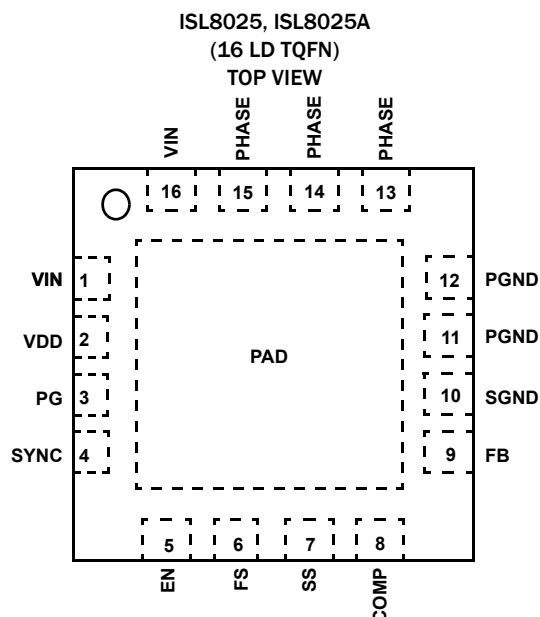 ISL8025, ISL8025A
(16 LD TQFN)
TOP VIEW
VIN
PHASE
PHASE
PHASE
16
15
14
13
VIN 1
12 PGND
VDD 2
11 PGND
PAD
PG 3
10 SGND
SYNC 4
9 FB
5
6
7
8
EN
FS
SS
COMP